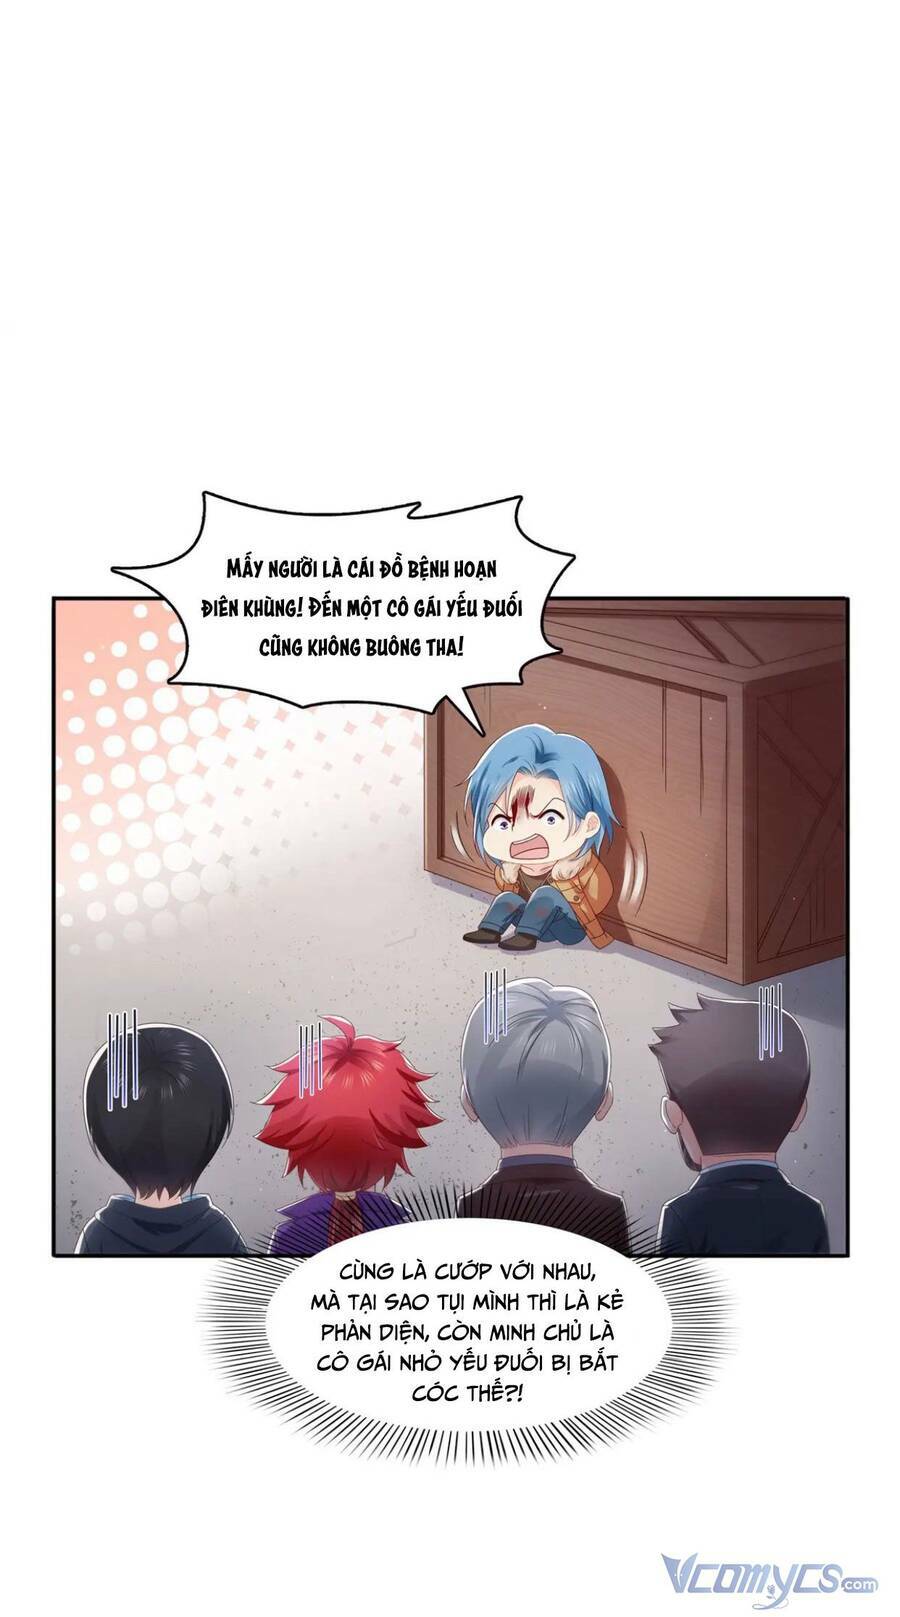 MẤY NGƯỜI LÀ CÁI ĐỒ BỆNH HOẠN
ĐIÊN KHÙNG! ĐẾN MỘT CÔ GÁI YẾU ĐUỐI
CŨNG KHÔNG BUÔNG THA!
CÙNG LÀ CƯỚP VỚI NHAU,
MÀ TẠI SAO TỤI MÌNH THÌ LÀ KẺ
PHẢN DIỆN, CÒN MINH CHỦ LÀ
CÔ GÁI NHỎ YẾU ĐUỐI BỊ BẮT
CÓC THẾ?!
VCOMYCS.COM